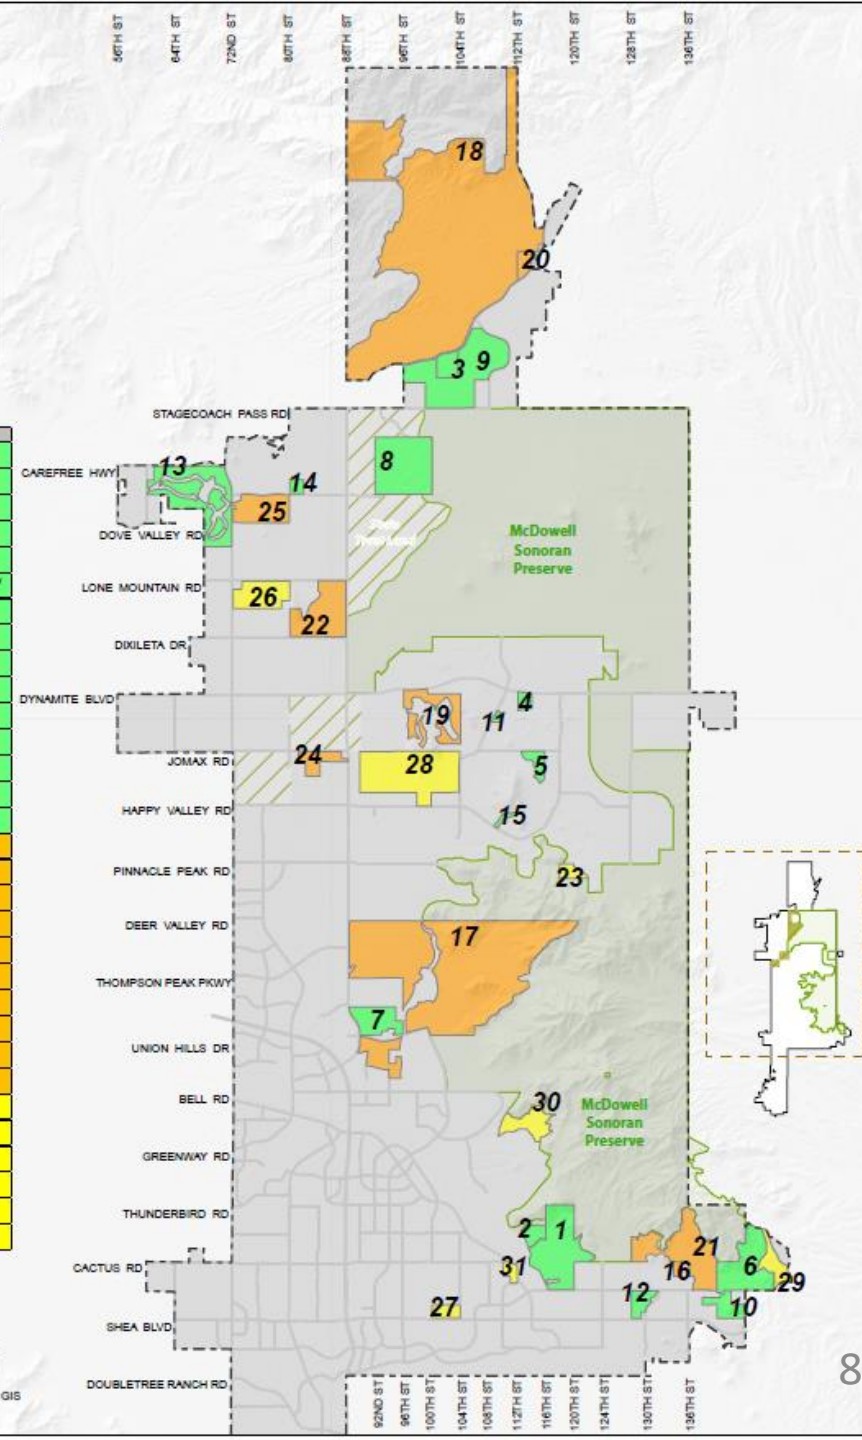 56TH ST
64TH ST
72ND ST
80TH ST
88TH ST
96TH ST
104TH ST
112TH ST
120TH ST
128TH ST
136TH ST
18
20
3
9
STAGECOACH PASS RD
CAREFREE HWY
13
8
14
25
State
Trust Land
McDowell
Sonoran
Preserve
DOVE VALLEY RD
LONE MOUNTAIN RD
26
22
DIXILETA DR
DYNAMITE BLVD
4
19
11
24
JOMAX RD
28
5
HAPPY VALLEY RD
15
PINNACLE PEAK RD
23
DEER VALLEY RD
17
THOMPSON PEAK PKWY
7
UNION HILLS DR
BELL RD
30
McDowell
Sonoran
Preserve
GREENWAY RD
THUNDERBIRD RD
2
1
21
CACTUS RD
31
16
6
29
12
27
10
SHEA BLVD
DOUBLETREE RANCH RD
GIS
8
92ND ST
96TH ST
100TH ST
104TH ST
108TH ST
112TH ST
116TH ST
120TH ST
124TH ST
130TH ST
136TH ST